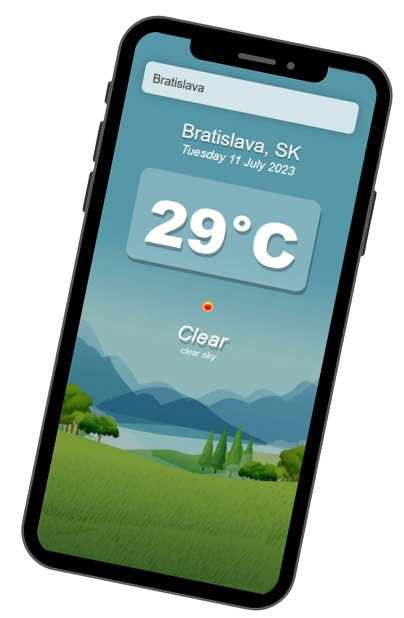 Bratislava
Bratislava, SK
Tuesday 11 July 2023
29°C
Clear
clear sky